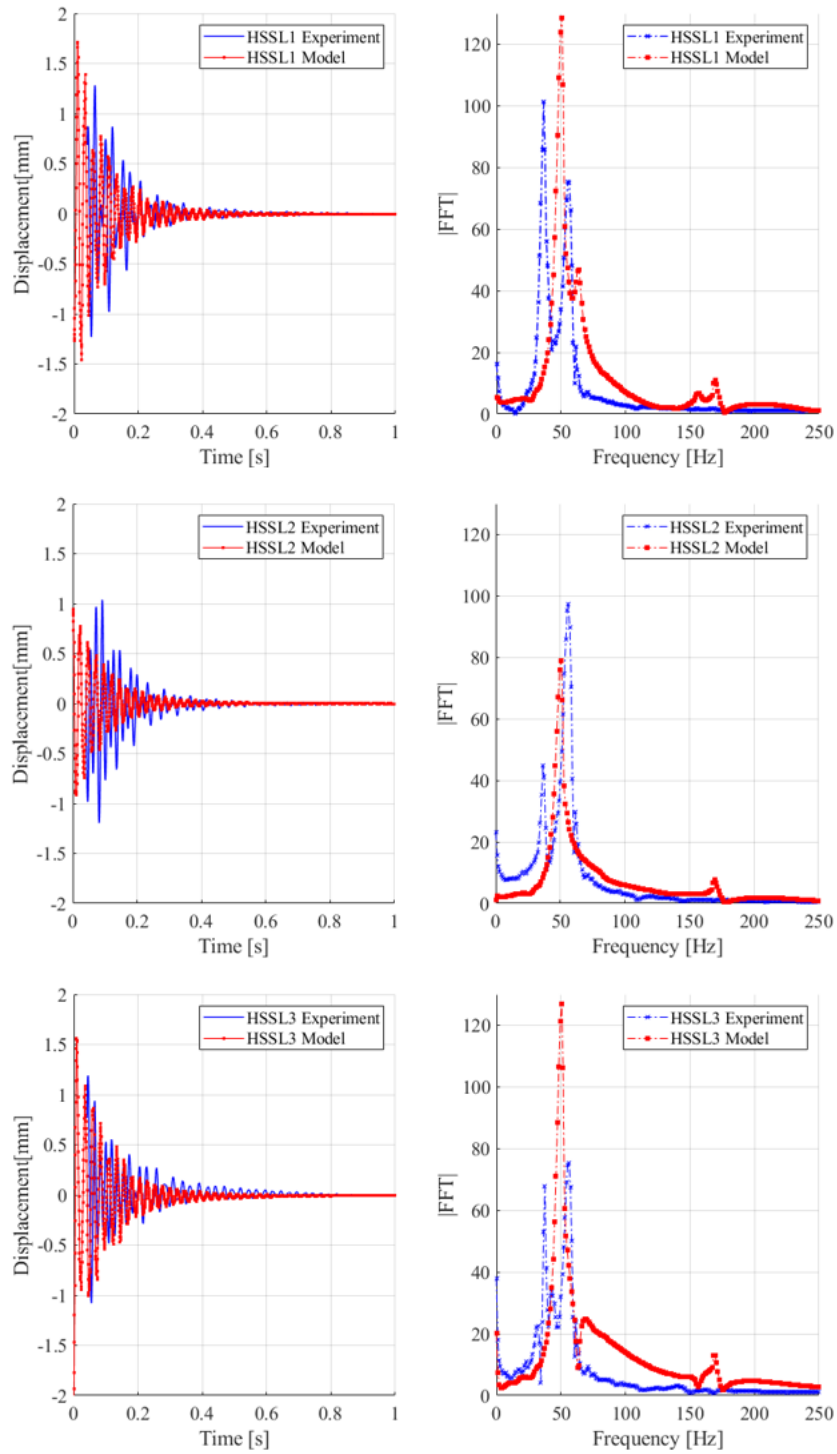 2
1.5
1
0.5
0
-0.5
-1
-1.5
-2
Displacement[mm]
HSSL1 Experiment
HSSL1 Model
0 0.2 0.4 0.6 0.8 1
Time [s]
120
100
80
60
40
20
0
|FFT|
HSSL1 Experiment
HSSL1 Model
0 50 100 150 200 250
Frequency [Hz]
2
1.5
1
0.5
0
-0.5
-1
-1.5
-2
Displacement[mm]
HSSL2 Experiment
HSSL2 Model
0 0.2 0.4 0.6 0.8 1
Time [s]
120
100
80
60
40
20
0
|FFT|
HSSL2 Experiment
HSSL2 Model
0 50 100 150 200 250
Frequency [Hz]
2
1.5
1
0.5
0
-0.5
-1
-1.5
-2
Displacement[mm]
HSSL3 Experiment
HSSL3 Model
0 0.2 0.4 0.6 0.8 1
Time [s]
120
100
80
60
40
20
0
|FFT|
HSSL3 Experiment
HSSL3 Model
0 50 100 150 200 250
Frequency [Hz]